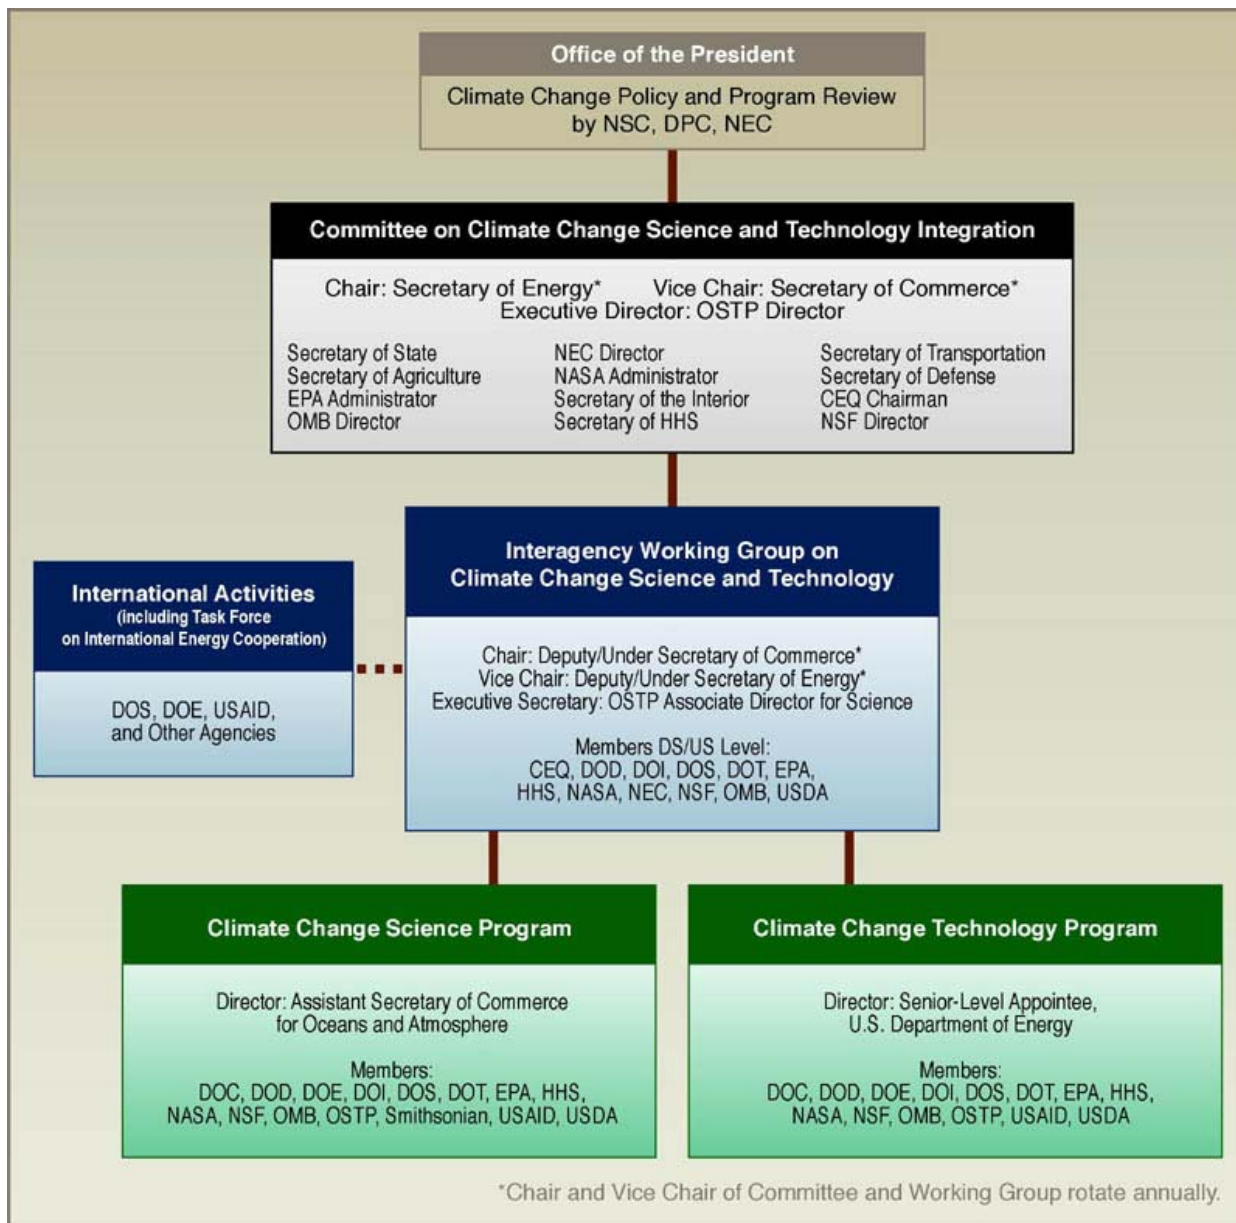 Office of the President
Climate Change Policy and Program Review
by NSC, DPC, NEC
Committee on Climate Change Science and Technology Integration
Chair: Secretary of Energy* Vice Chair: Secretary of Commerce*
Executive Director: OSTP Director
Secretary of State NEC Director Secretary of Transportation
Secretary of Agriculture NASA Administrator Secretary of Defense
EPA Administrator Secretary of the Interior CEQ Chairman
OMB Director Secretary of HHS NSF Director
International Activities
(including Task Force
on International Energy Cooperation)
DOS, DOE, USAID,
and Other Agencies
Interagency Working Group on
Climate Change Science and Technology
Chair: Deputy/Under Secretary of Commerce*
Vice Chair: Deputy/Under Secretary of Energy*
Executive Secretary: OSTP Associate Director for Science
Members DS/US Level:
CEQ, DOD, DOI, DOS, DOT, EPA,
HHS, NASA, NEC, NSF, OMB, USDA
Climate Change Science Program
Director: Assistant Secretary of Commerce
for Oceans and Atmosphere
Members:
DOC, DOD, DOE, DOI, DOS, DOT, EPA, HHS,
NASA, NSF, OMB, OSTP, Smithsonian, USAID, USDA
Climate Change Technology Program
Director: Senior-Level Appointee,
U.S. Department of Energy
Members:
DOC, DOD, DOE, DOI, DOS, DOT, EPA, HHS,
NASA, NSF, OMB, OSTP, USAID, USDA
*Chair and Vice Chair of Committee and Working Group rotate annually.